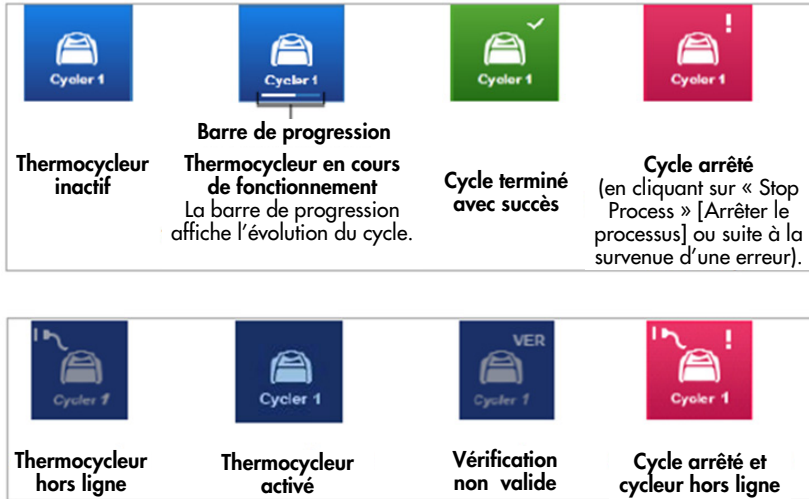 Cycler 1
Cycler 1
Cycler 1
Cycler 1
Barre de progression
Thermocycleur
inactif
Thermocycleur en cours
de fonctionnement
La barre de progression
affiche l'évolution du cycle.
Cycle terminé
avec succès
Cycle arrêté
(en cliquant sur « Stop
Process » [Arrêter le
processus] ou suite à la
survenue d'une erreur).
Cycler 1
Cycler 1
VER
Cycler 1
Cycler 1
Thermocycleur
hors ligne
Thermocycleur
activé
Vérification
non valide
Cycle arrêté et
cycleur hors ligne